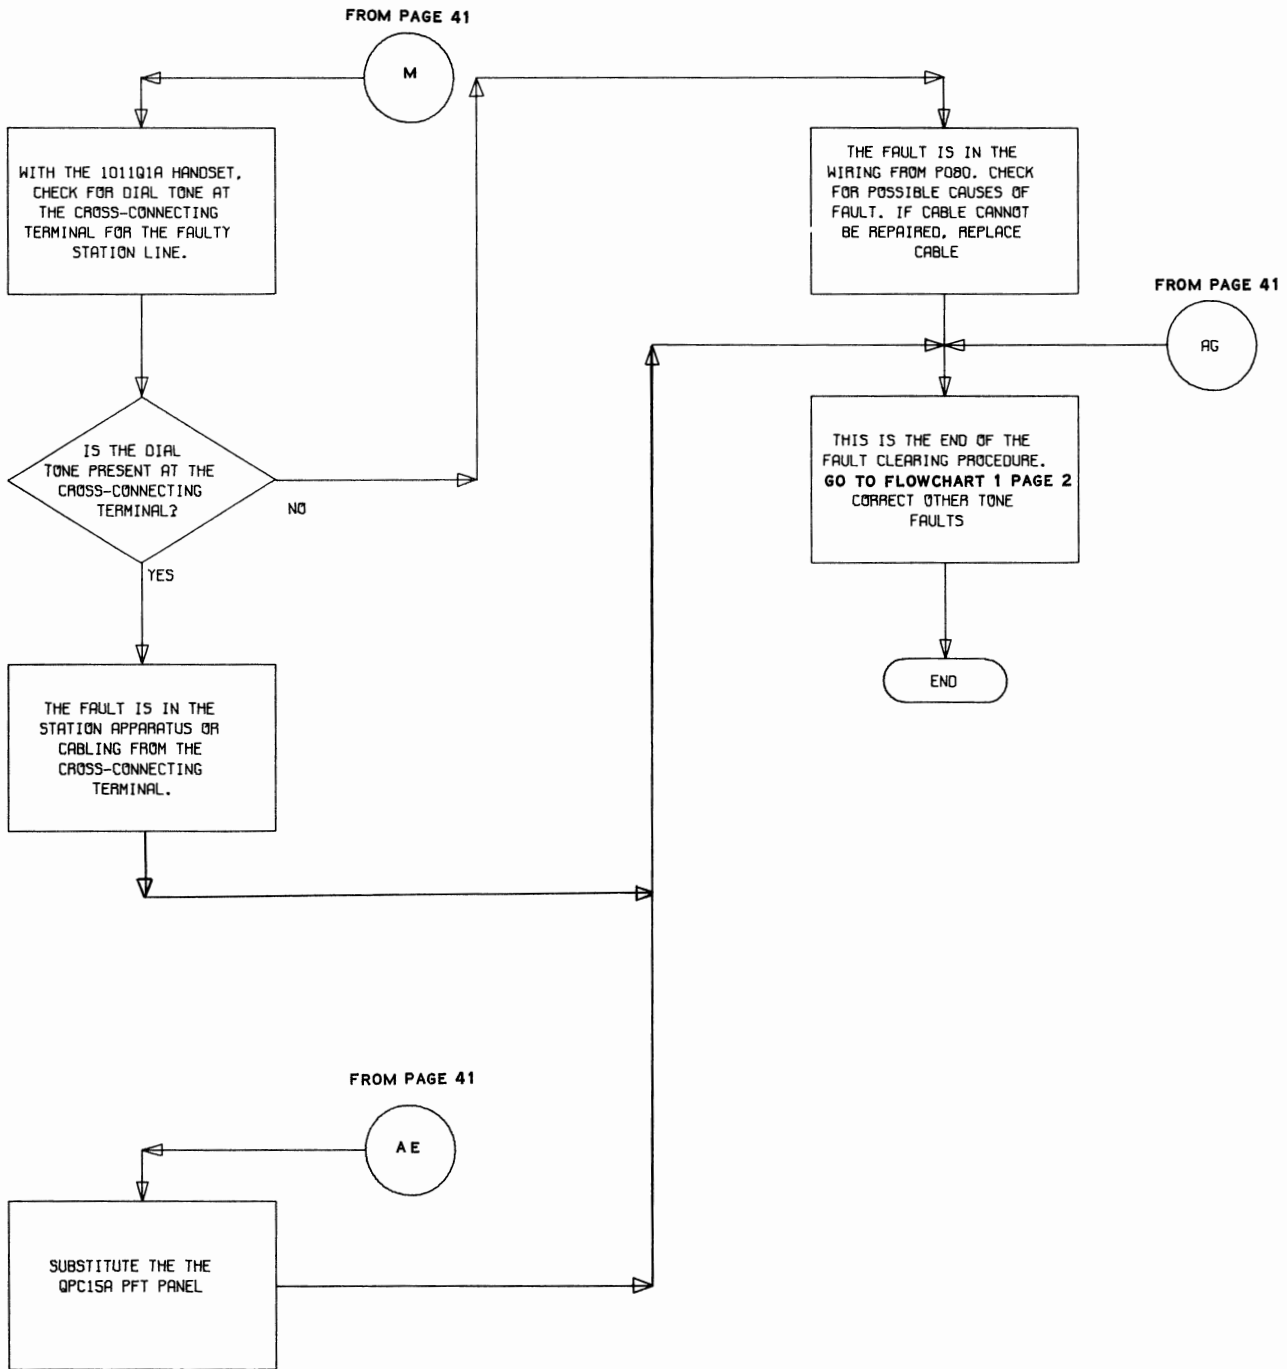 FROM PAGE 41
M
WITH THE 1011Q1A HANDSET,
CHECK FOR DIAL TONE AT
THE CROSS-CONNECTING
TERMINAL FOR THE FAULTY
STATION LINE.
IS THE DIAL
TONE PRESENT AT THE
CROSS-CONNECTING
TERMINAL?
NO
YES
THE FAULT IS IN THE
STATION APPARATUS OR
CABLING FROM THE
CROSS-CONNECTING
TERMINAL.
FROM PAGE 41
AE
SUBSTITUTE THE THE
QPC15A PFT PANEL
THE FAULT IS IN THE
WIRING FROM P080. CHECK
FOR POSSIBLE CAUSES OF
FAULT. IF CABLE CANNOT
BE REPAIRED, REPLACE
CABLE
FROM PAGE 41
AG
THIS IS THE END OF THE
FAULT CLEARING PROCEDURE.
GO TO FLOWCHART 1 PAGE 2
CORRECT OTHER TONE
FAULTS
END